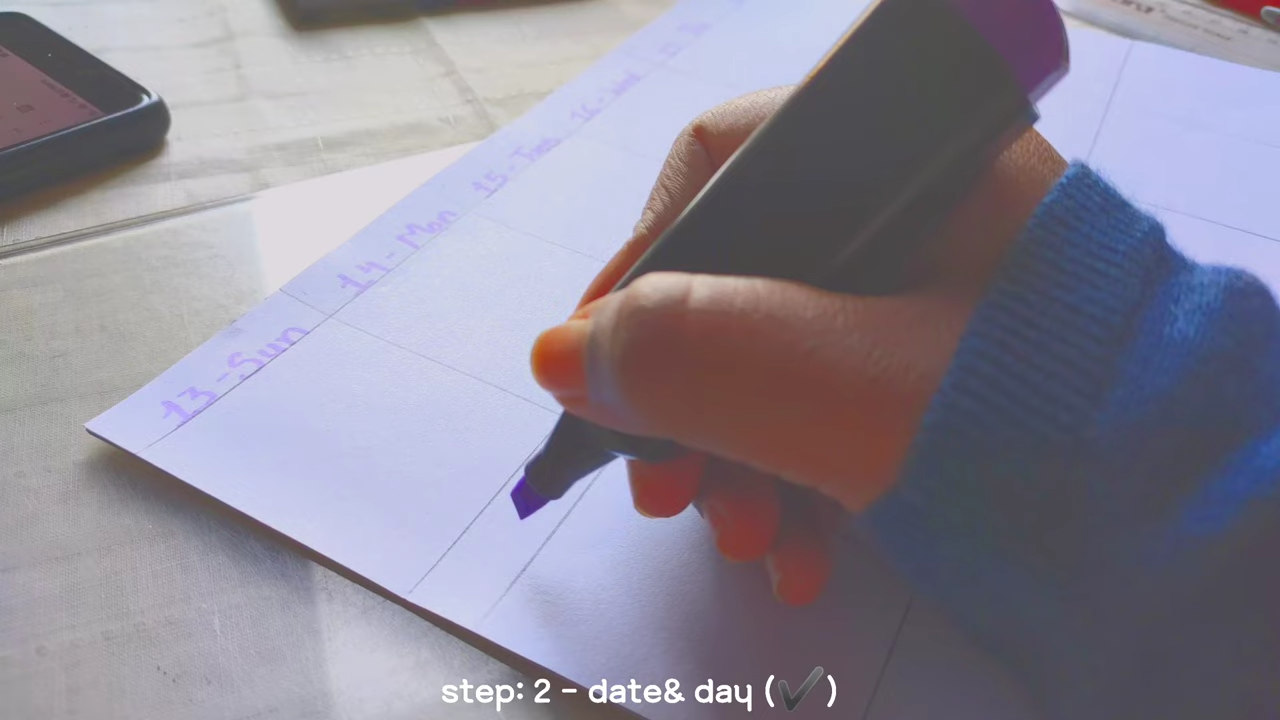 13-Sun
14-Mon
15-Tue
16-Wed
step: 2 - date& day (✔)